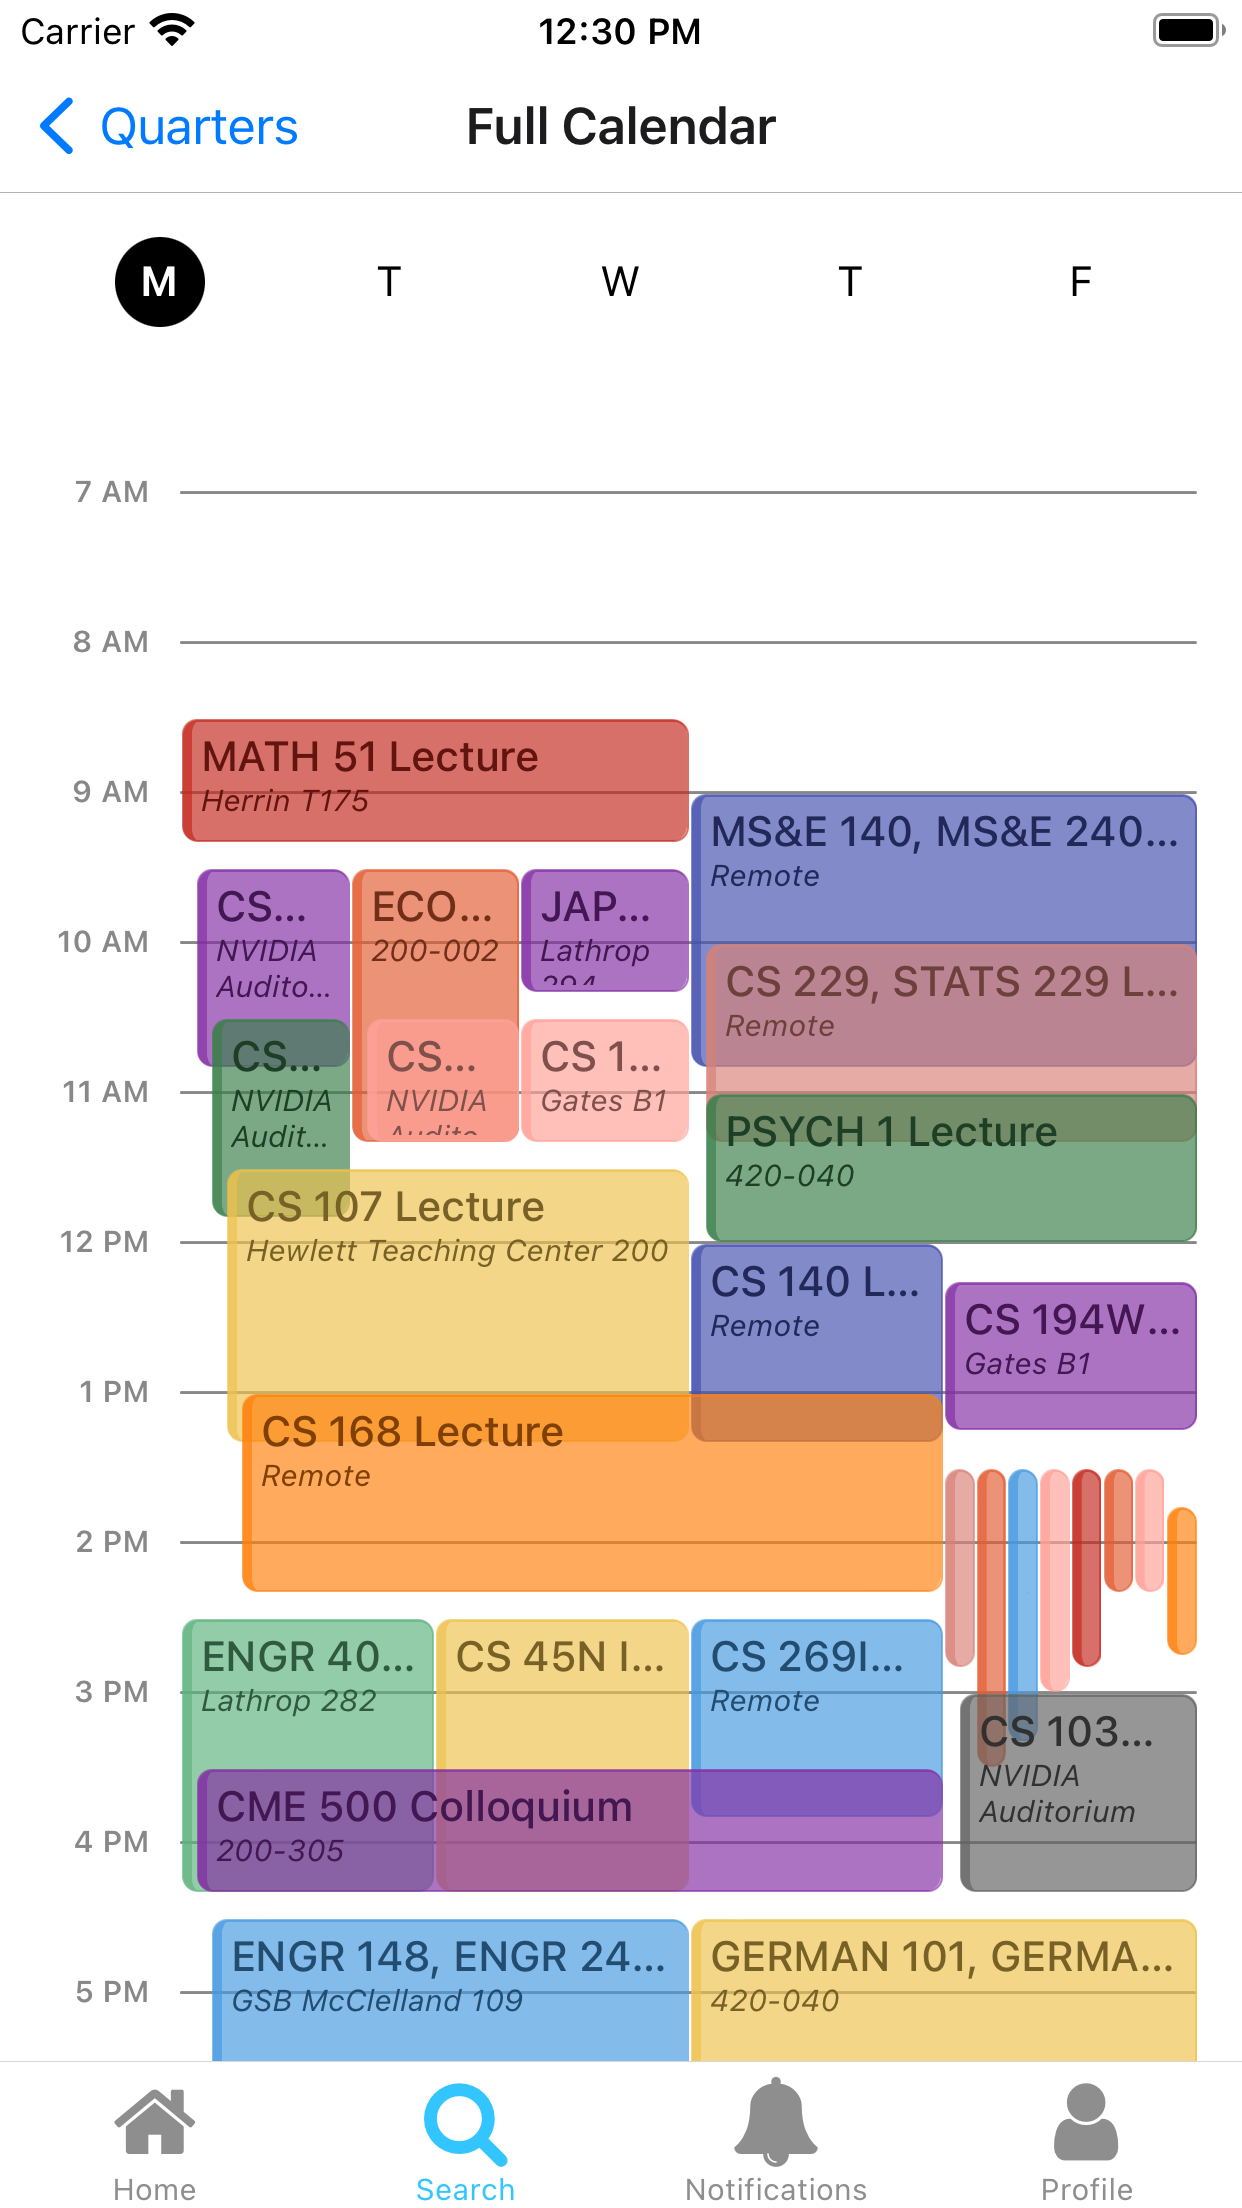 Carrier 12:30 PM
Quarters Full Calendar
M T W T F
7 AM
8 AM
MATH 51 Lecture
Herrin T175
9 AM
MS&E 140, MS&E 240...
Remote
CS...
NVIDIA
Audito...
ECO...
200-002
JAP...
Lathrop
10 AM
CS 229, STATS 229 L...
Remote
CS...
NVIDIA
Audit...
CS...
NVIDIA
CS 1...
Gates B1
11 AM
PSYCH 1 Lecture
420-040
CS 107 Lecture
Hewlett Teaching Center 200
12 PM
CS 140 L...
Remote
CS 194W...
Gates B1
1 PM
CS 168 Lecture
Remote
2 PM
ENGR 40...
Lathrop 282
CS 45N I...
CS 269I...
Remote
3 PM
CS 103...
NVIDIA
Auditorium
CME 500 Colloquium
200-305
4 PM
ENGR 148, ENGR 24...
GSB McClelland 109
GERMAN 101, GERMA...
420-040
5 PM
Home Search Notifications Profile